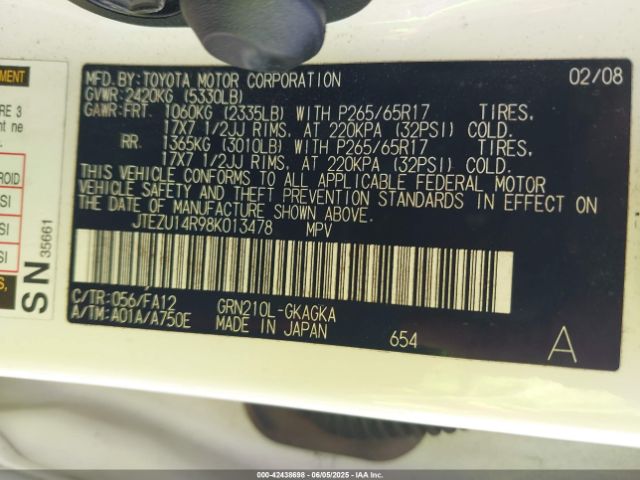 MFD. BY: TOYOTA MOTOR CORPORATION 02/08
GVWR: 2420KG (5330LB)
GAWR: FRT. 1060KG (2335LB) WITH P265/65R17 TIRES,
17X7 1/2JJ RIMS, AT 220KPA (32PSI) COLD.
RR. 1365KG (3010LB) WITH P265/65R17 TIRES,
17X7 1/2JJ RIMS, AT 220KPA (32PSI) COLD.
THIS VEHICLE CONFORMS TO ALL APPLICABLE FEDERAL MOTOR
VEHICLE SAFETY AND THEFT PREVENTION STANDARDS IN EFFECT ON
THE DATE OF MANUFACTURE SHOWN ABOVE.
JTEZU14R98K013478 MPV
C/TR: 056/FA12 GRN210L-GKAGKA
A/TM: A01A/A750E MADE IN JAPAN 654 A
SN 35661
000-42438698 - 06/05/2025 - IAA Inc.